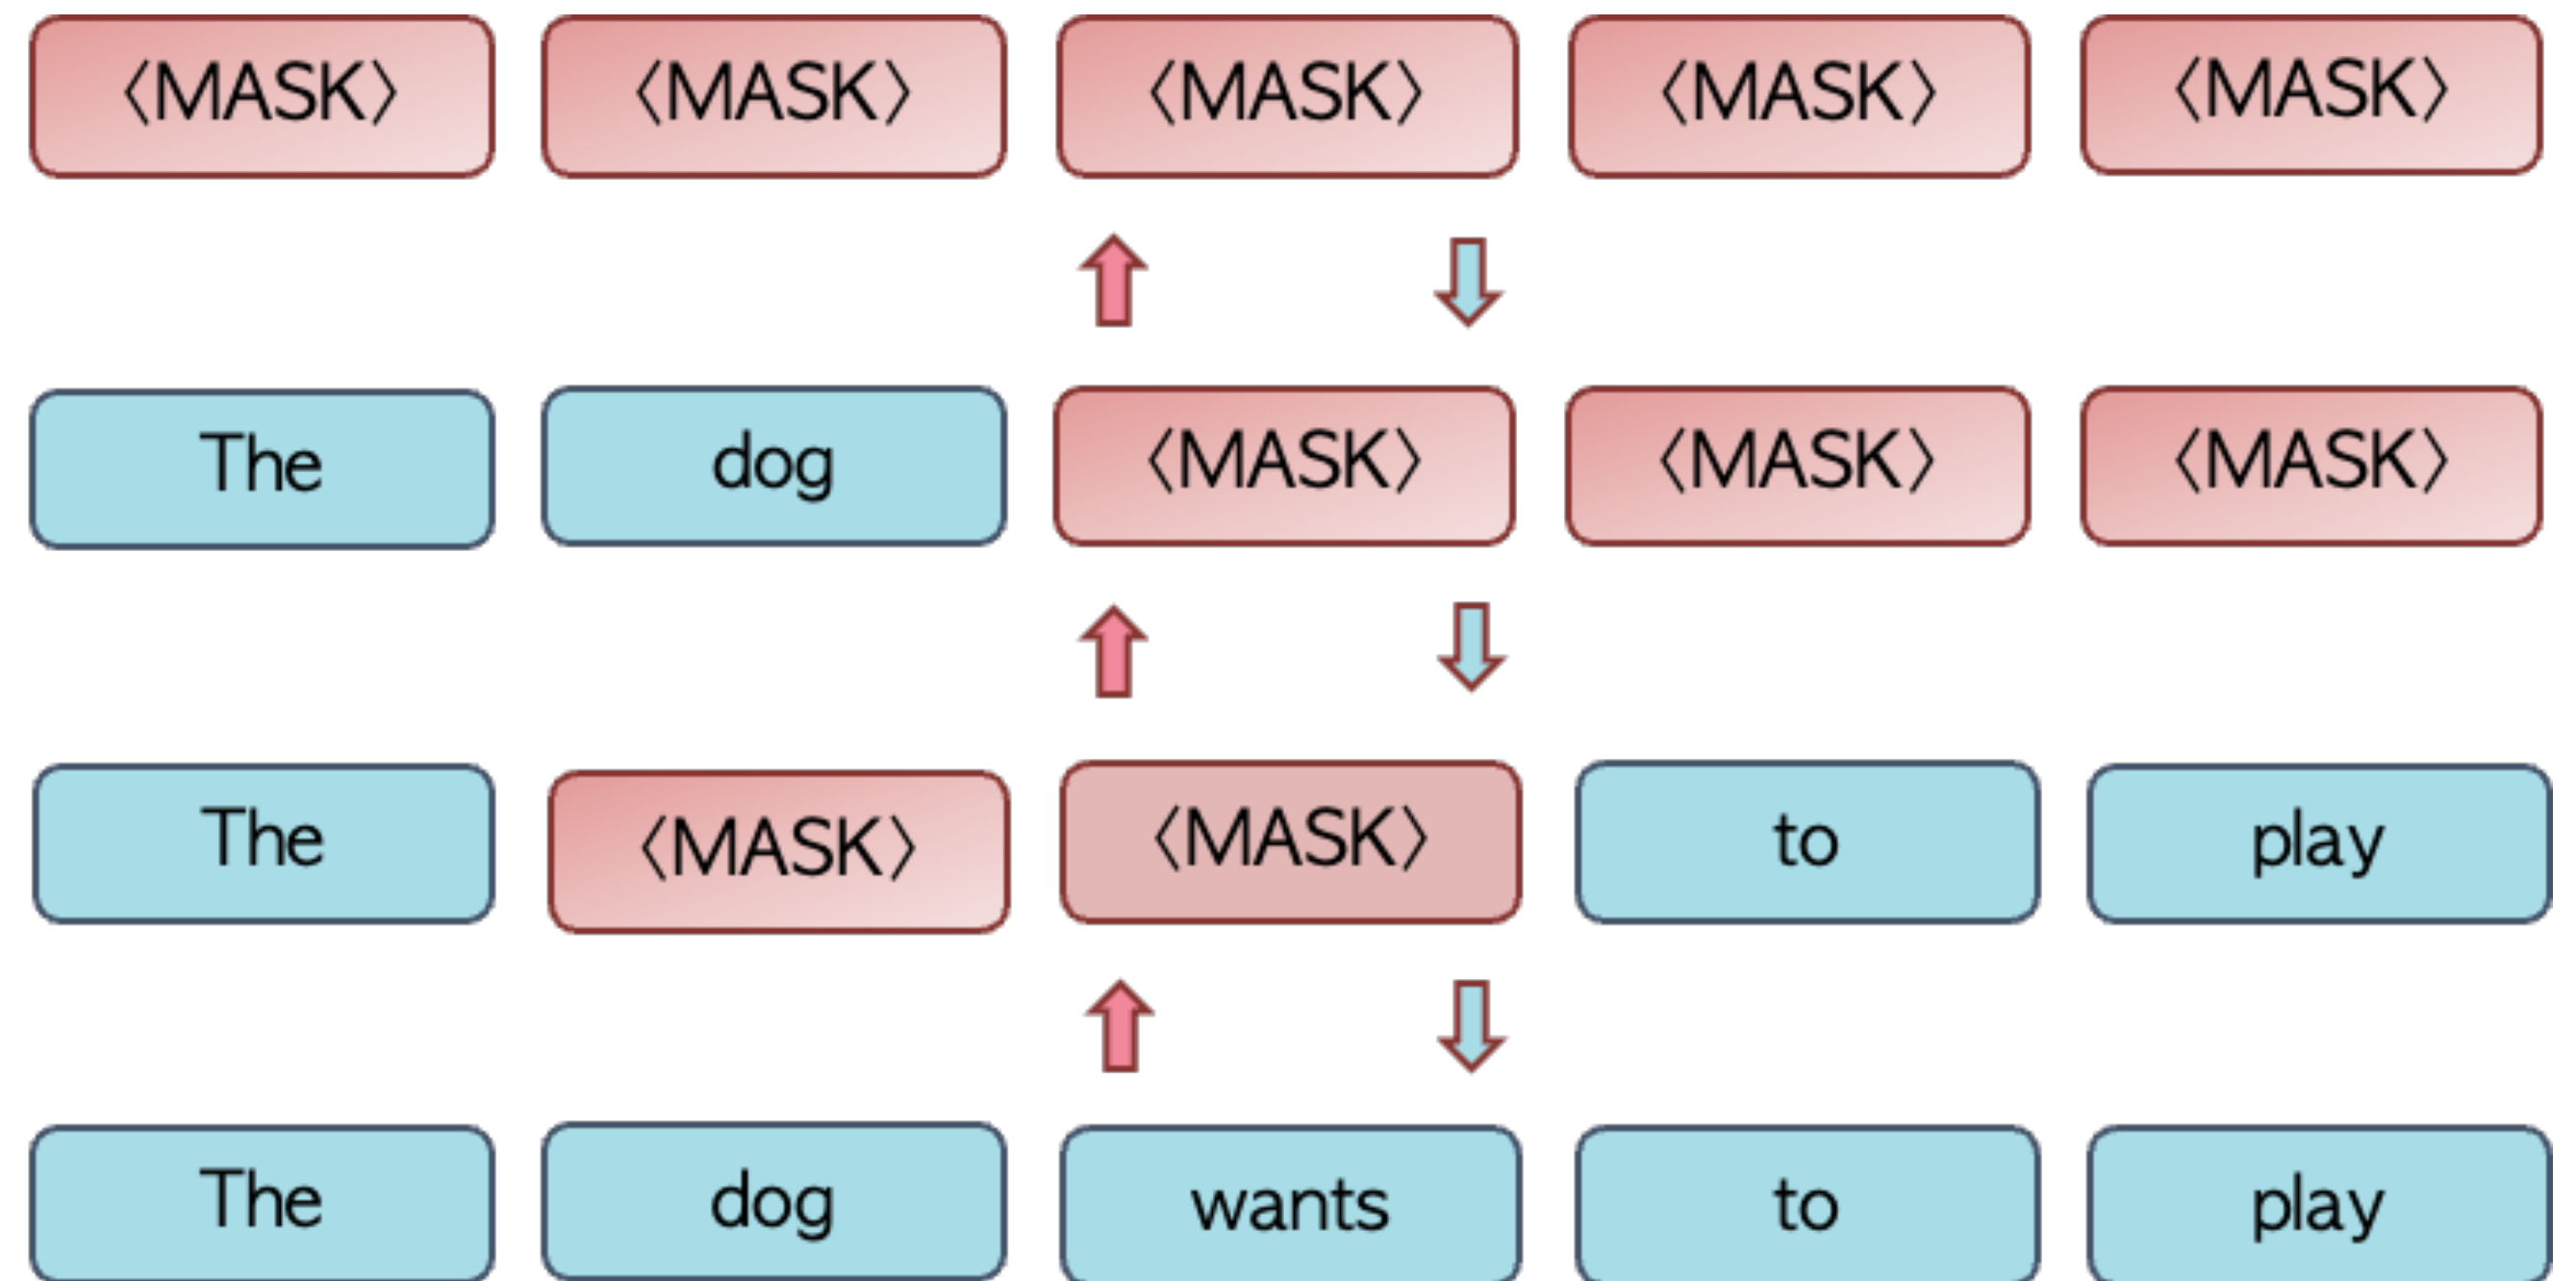 〈MASK〉 〈MASK〉 〈MASK〉 〈MASK〉 〈MASK〉
The dog 〈MASK〉 〈MASK〉 〈MASK〉
The 〈MASK〉 〈MASK〉 to play
The dog wants to play